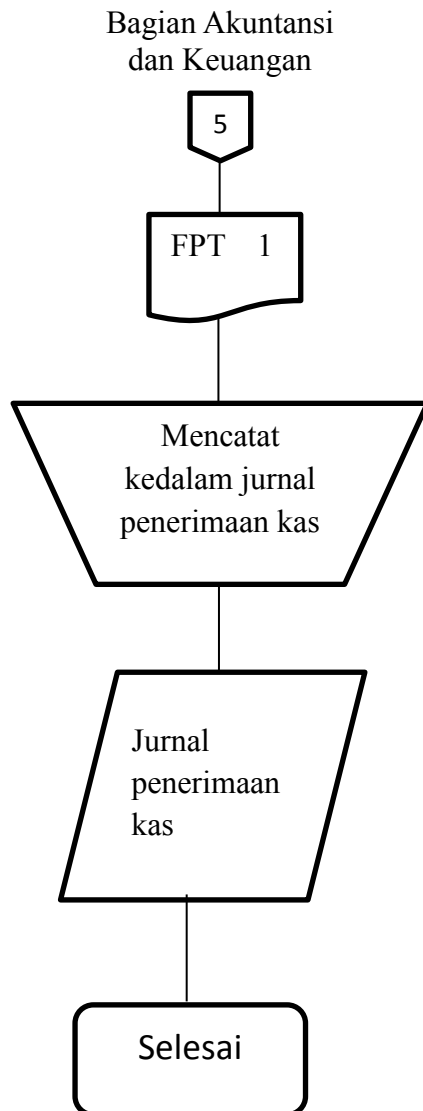 Bagian Akuntansi
dan Keuangan
5
FPT 1
Mencatat
kedalam jurnal
penerimaan kas
Jurnal
penerimaan
kas
Selesai